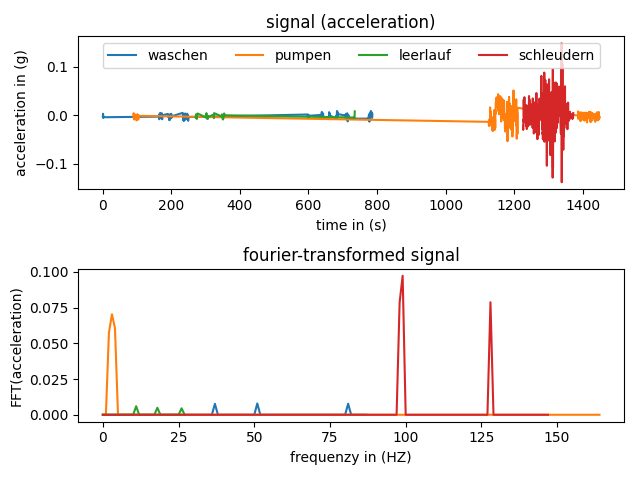 signal (acceleration)
waschen pumpen leerlauf schleudern
acceleration in (g)
0.1
0.0
−0.1
0 200 400 600 800 1000 1200 1400
time in (s)
fourier-transformed signal
FFT(acceleration)
0.100
0.075
0.050
0.025
0.000
0 25 50 75 100 125 150
frequenzy in (HZ)